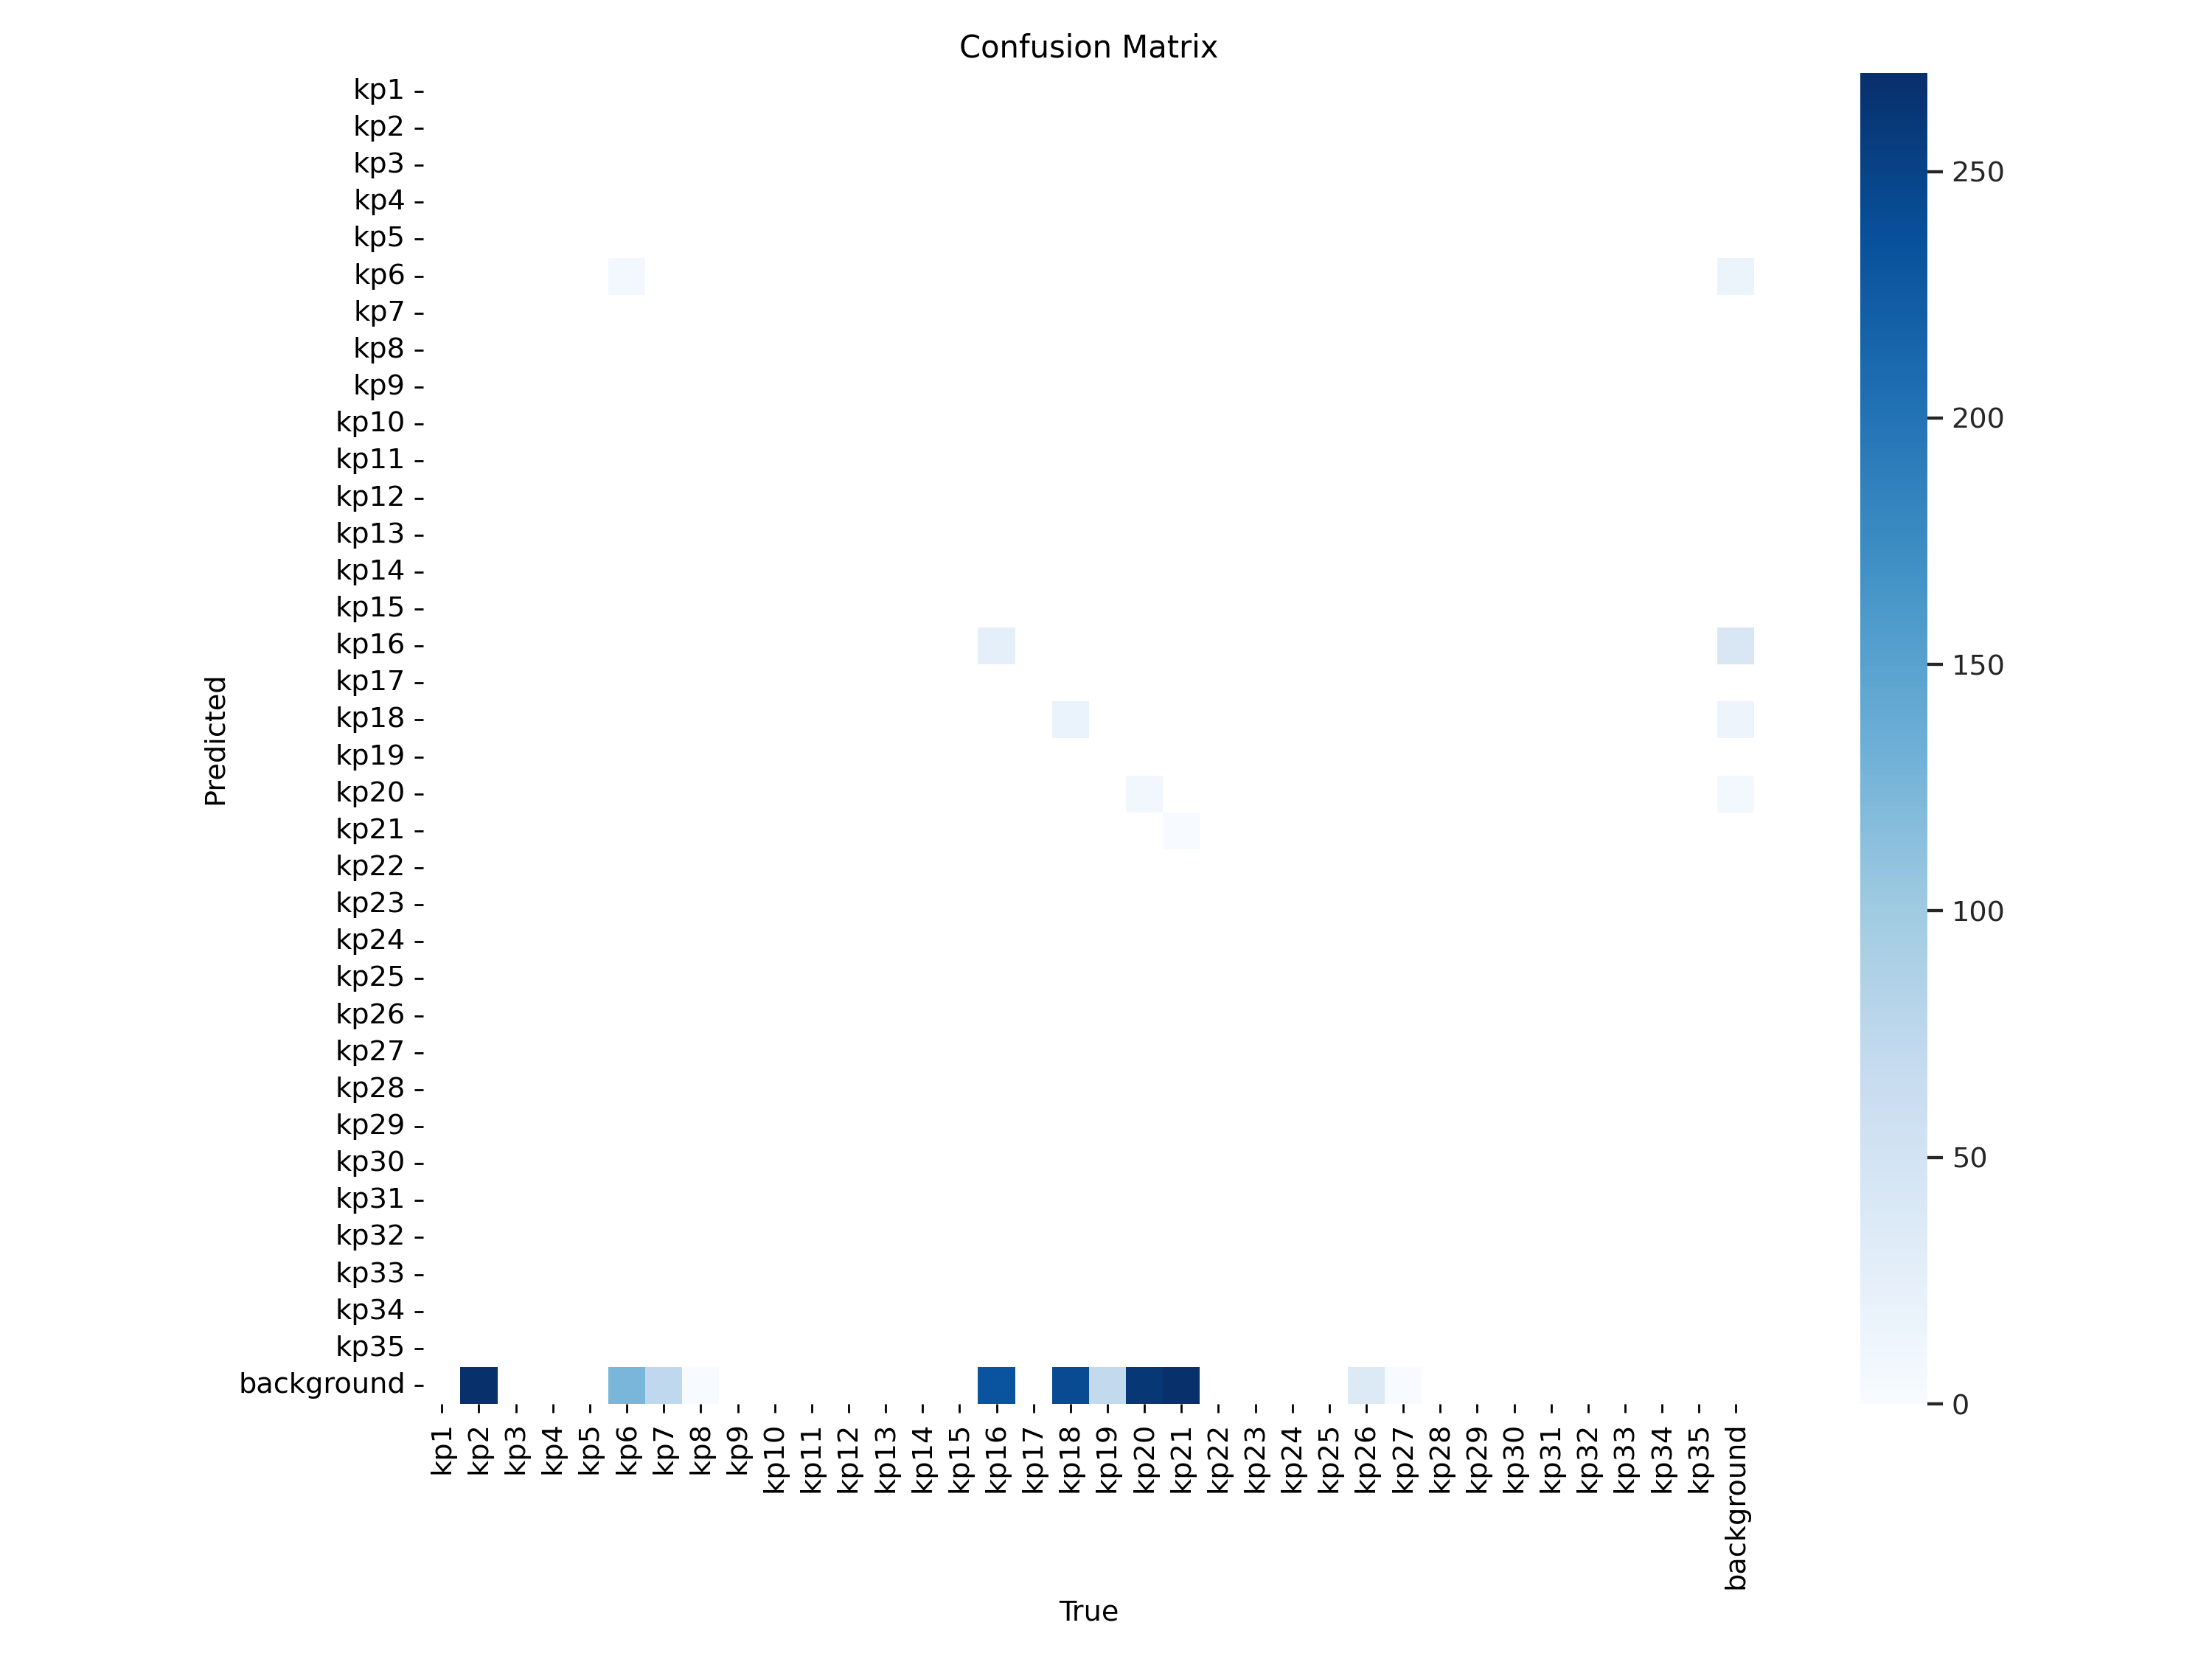 Confusion Matrix
kp1
kp2
kp3
kp4
kp5
kp6
kp7
kp8
kp9
kp10
kp11
kp12
kp13
kp14
kp15
kp16
kp17
kp18
kp19
kp20
kp21
kp22
kp23
kp24
kp25
kp26
kp27
kp28
kp29
kp30
kp31
kp32
kp33
kp34
kp35
background
Predicted
kp1
kp2
kp3
kp4
kp5
kp6
kp7
kp8
kp9
kp10
kp11
kp12
kp13
kp14
kp15
kp16
kp17
kp18
kp19
kp20
kp21
kp22
kp23
kp24
kp25
kp26
kp27
kp28
kp29
kp30
kp31
kp32
kp33
kp34
kp35
background
True
250
200
150
100
50
0